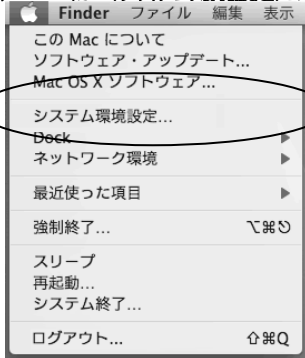 Finder ファイル 編集 表示
この Mac について
ソフトウェア・アップデート...
Mac OS X ソフトウェア...
システム環境設定...
Dock
ネットワーク環境
最近使った項目
強制終了... ⌥⌘⎋
スリープ
再起動...
システム終了...
ログアウト... ⇧⌘Q